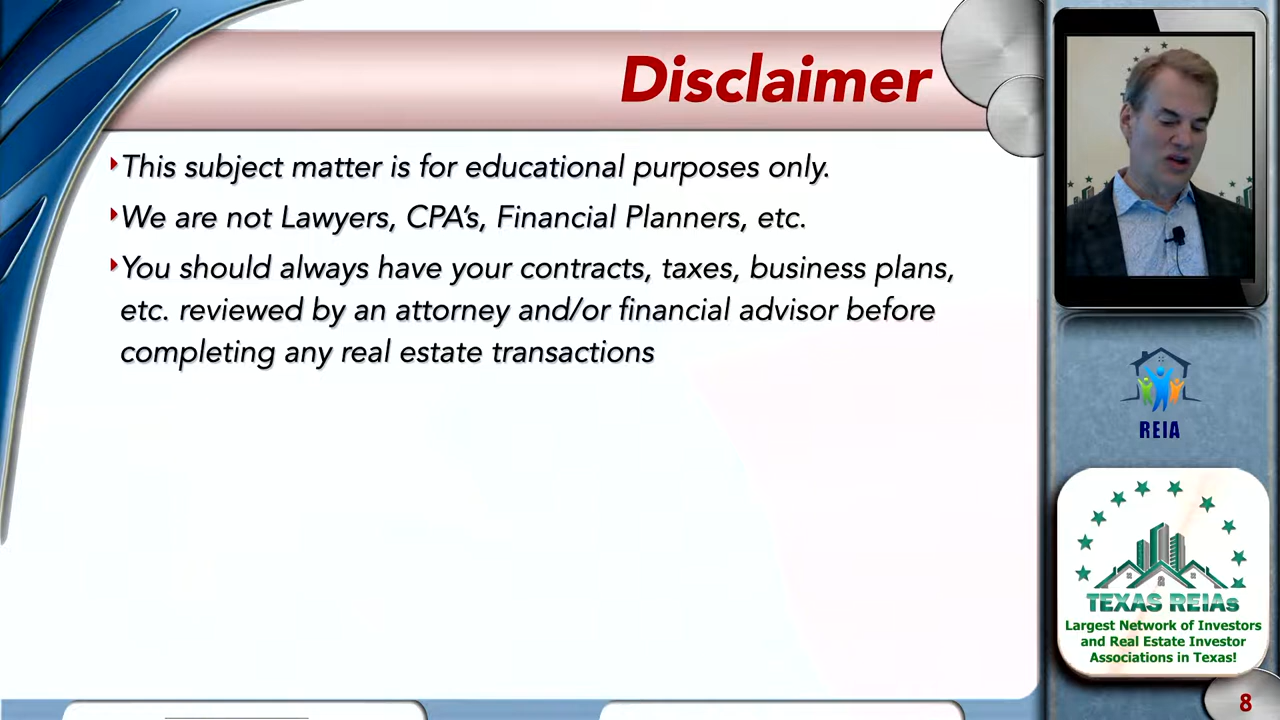 Disclaimer
This subject matter is for educational purposes only.
We are not Lawyers, CPA's, Financial Planners, etc.
You should always have your contracts, taxes, business plans,
etc. reviewed by an attorney and/or financial advisor before
completing any real estate transactions
REIA
TEXAS REIAs
Largest Network of Investors
and Real Estate Investor
Associations in Texas!
8